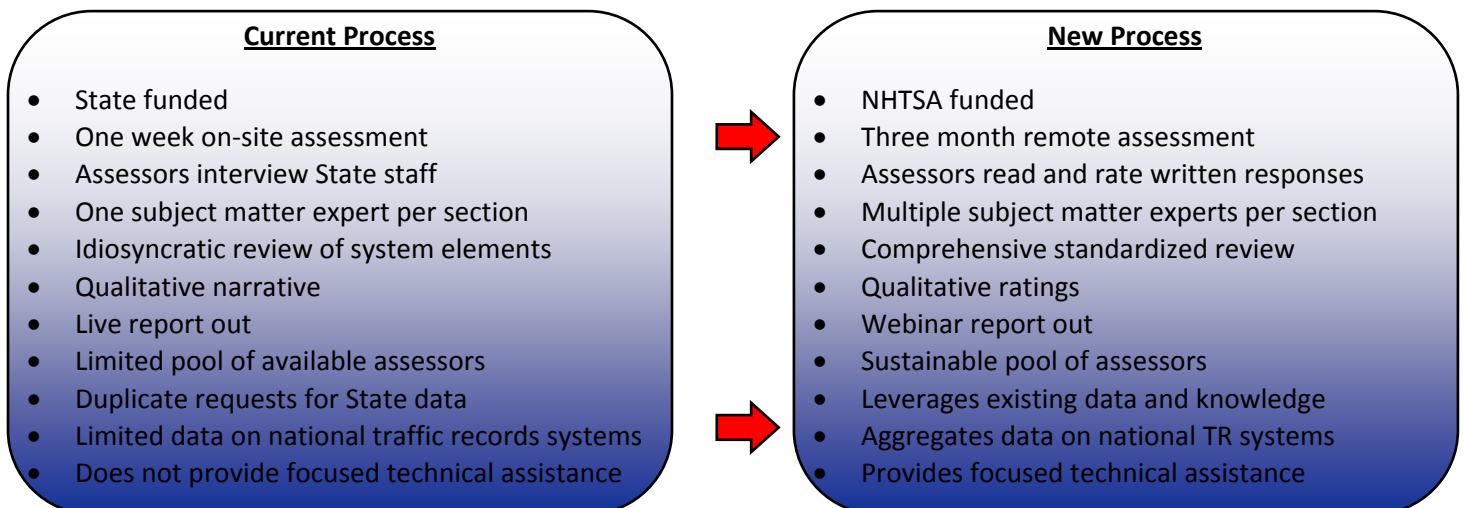 Current Process
• State funded
• One week on-site assessment
• Assessors interview State staff
• One subject matter expert per section
• Idiosyncratic review of system elements
• Qualitative narrative
• Live report out
• Limited pool of available assessors
• Duplicate requests for State data
• Limited data on national traffic records systems
• Does not provide focused technical assistance
New Process
• NHTSA funded
• Three month remote assessment
• Assessors read and rate written responses
• Multiple subject matter experts per section
• Comprehensive standardized review
• Qualitative ratings
• Webinar report out
• Sustainable pool of assessors
• Leverages existing data and knowledge
• Aggregates data on national TR systems
• Provides focused technical assistance